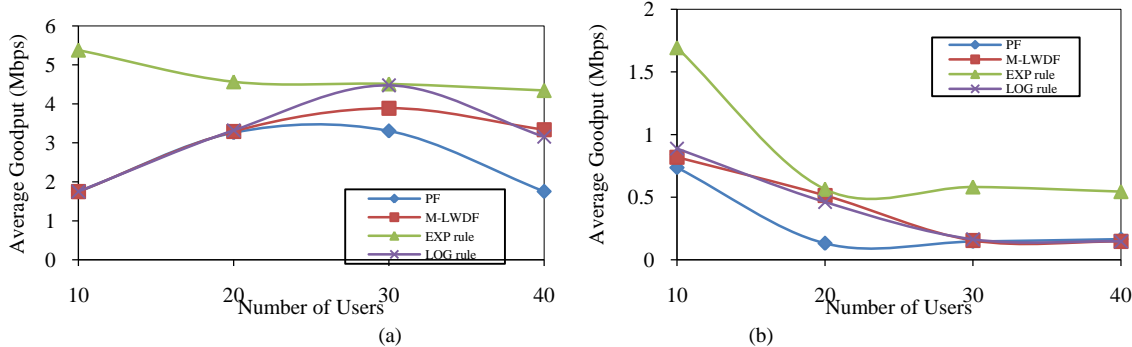 Average Goodput (Mbps)
6
5
4
3
2
1
0
10
20
30
40
Number of Users
PF
M-LWDF
EXP rule
LOG rule
(a)
Average Goodput (Mbps)
2
1.5
1
0.5
0
10
20
30
40
Number of Users
PF
M-LWDF
EXP rule
LOG rule
(b)